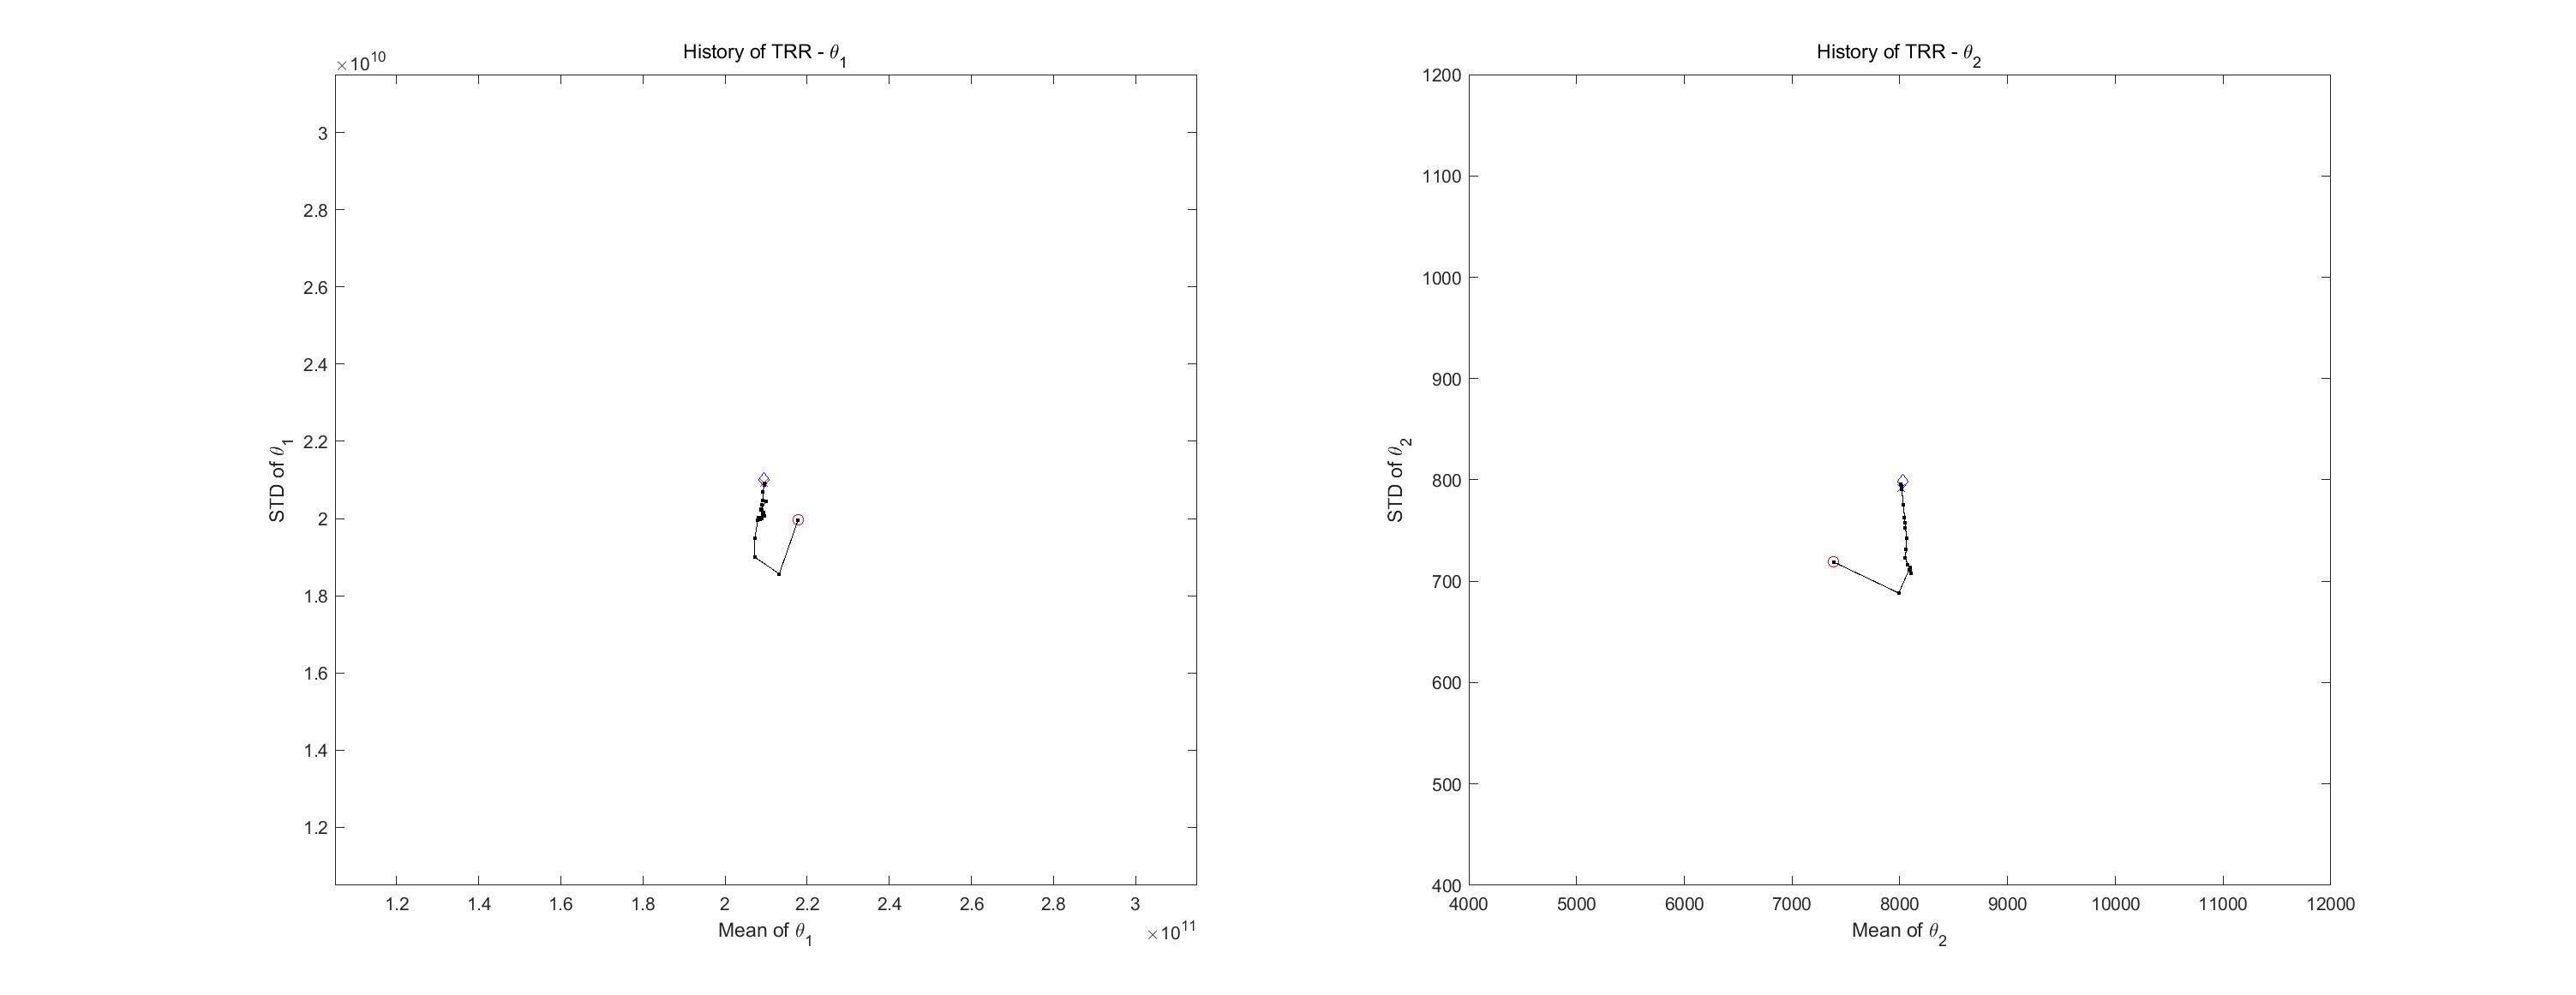 History of TRR - θ1
×10^10
3
2.8
2.6
2.4
2.2
2
1.8
1.6
1.4
1.2
STD of θ1
1.2 1.4 1.6 1.8 2 2.2 2.4 2.6 2.8 3
Mean of θ1
×10^11
History of TRR - θ2
1200
1100
1000
900
800
700
600
500
400
STD of θ2
4000 5000 6000 7000 8000 9000 10000 11000 12000
Mean of θ2